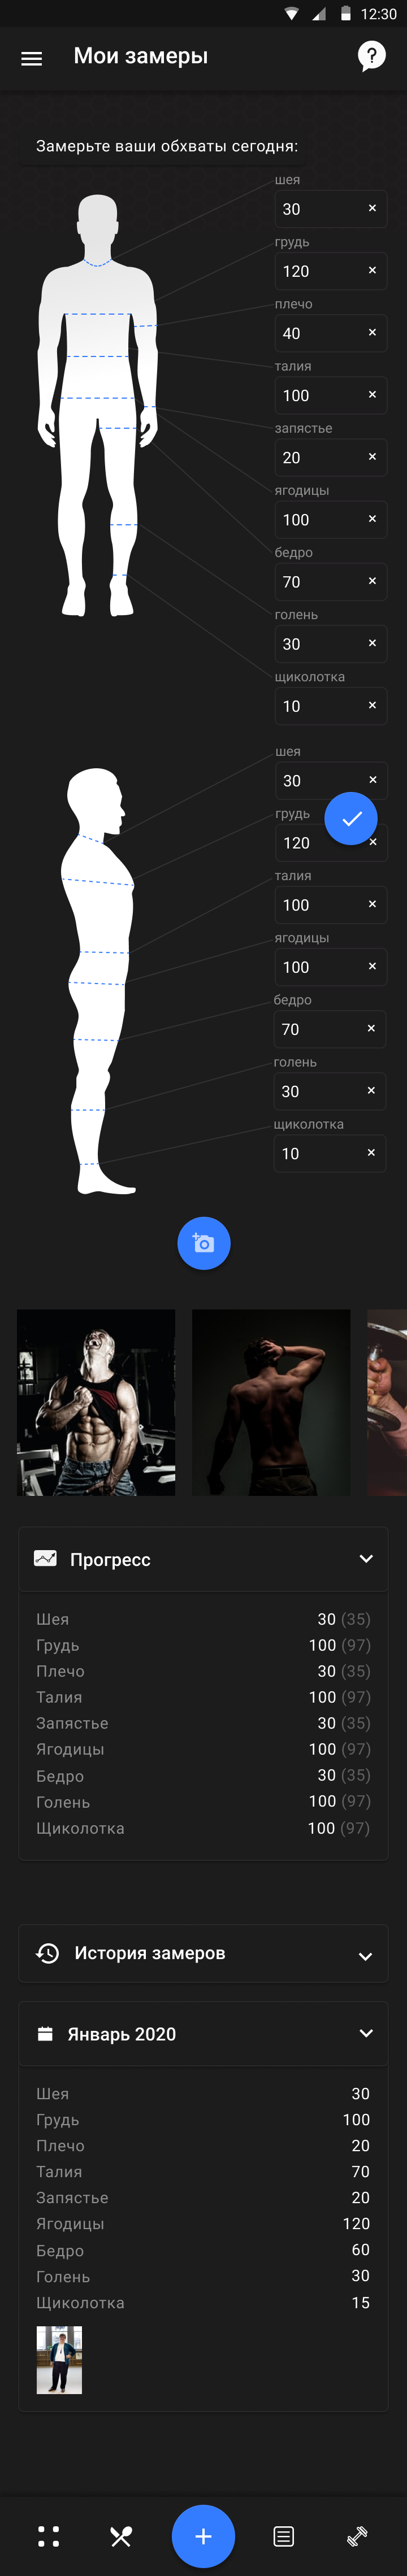 12:30
Мои замеры
?
Замерьте ваши обхваты сегодня:
шея
30 ×
грудь
120 ×
плечо
40 ×
талия
100 ×
запястье
20 ×
ягодицы
100 ×
бедро
70 ×
голень
30 ×
щиколотка
10 ×
шея
30 ×
грудь
120 ×
талия
100 ×
ягодицы
100 ×
бедро
70 ×
голень
30 ×
щиколотка
10 ×
Прогресс
Шея 30 (35)
Грудь 100 (97)
Плечо 30 (35)
Талия 100 (97)
Запястье 30 (35)
Ягодицы 100 (97)
Бедро 30 (35)
Голень 100 (97)
Щиколотка 100 (97)
История замеров
Январь 2020
Шея 30
Грудь 100
Плечо 20
Талия 70
Запястье 20
Ягодицы 120
Бедро 60
Голень 30
Щиколотка 15